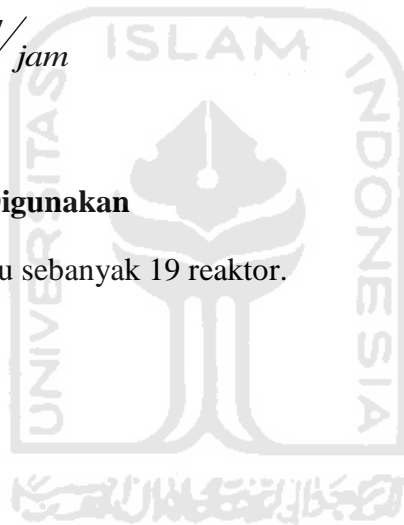 /jam
ISLAM
UNIVERSITAS
INDONESIA
igunakan
u sebanyak 19 reaktor.